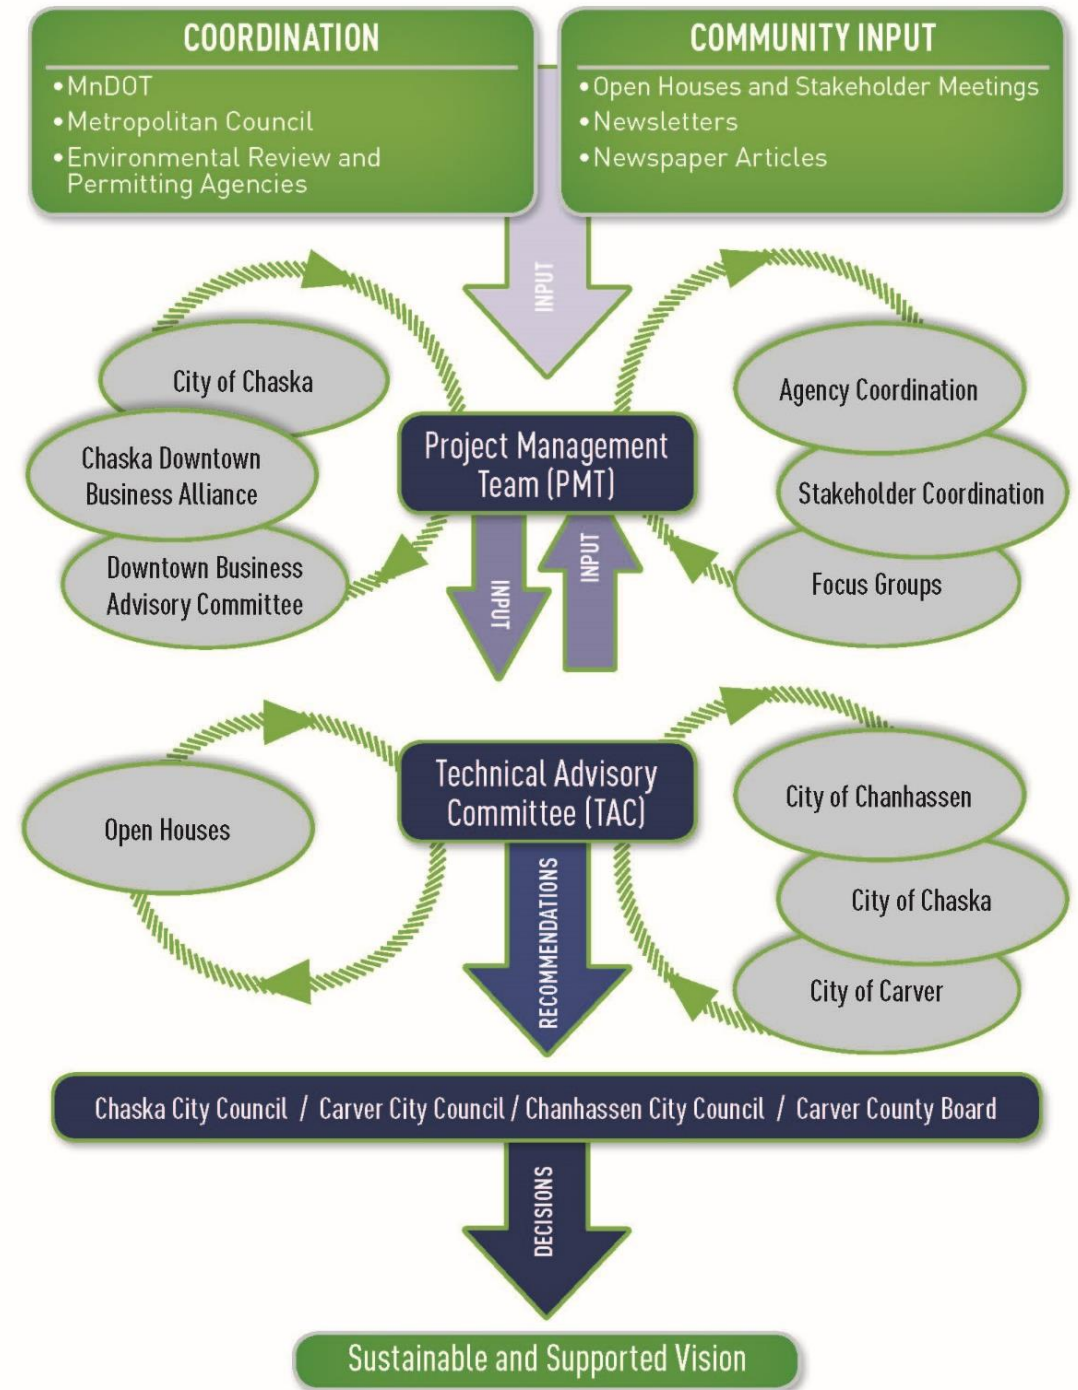 COORDINATION
•MnDOT
•Metropolitan Council
•Environmental Review and
Permitting Agencies
COMMUNITY INPUT
•Open Houses and Stakeholder Meetings
•Newsletters
•Newspaper Articles
INPUT
City of Chaska
Chaska Downtown
Business Alliance
Downtown Business
Advisory Committee
Project Management
Team (PMT)
Agency Coordination
Stakeholder Coordination
Focus Groups
INPUT
INPUT
Open Houses
Technical Advisory
Committee (TAC)
City of Chanhassen
City of Chaska
City of Carver
RECOMMENDATIONS
Chaska City Council / Carver City Council / Chanhassen City Council / Carver County Board
DECISIONS
Sustainable and Supported Vision